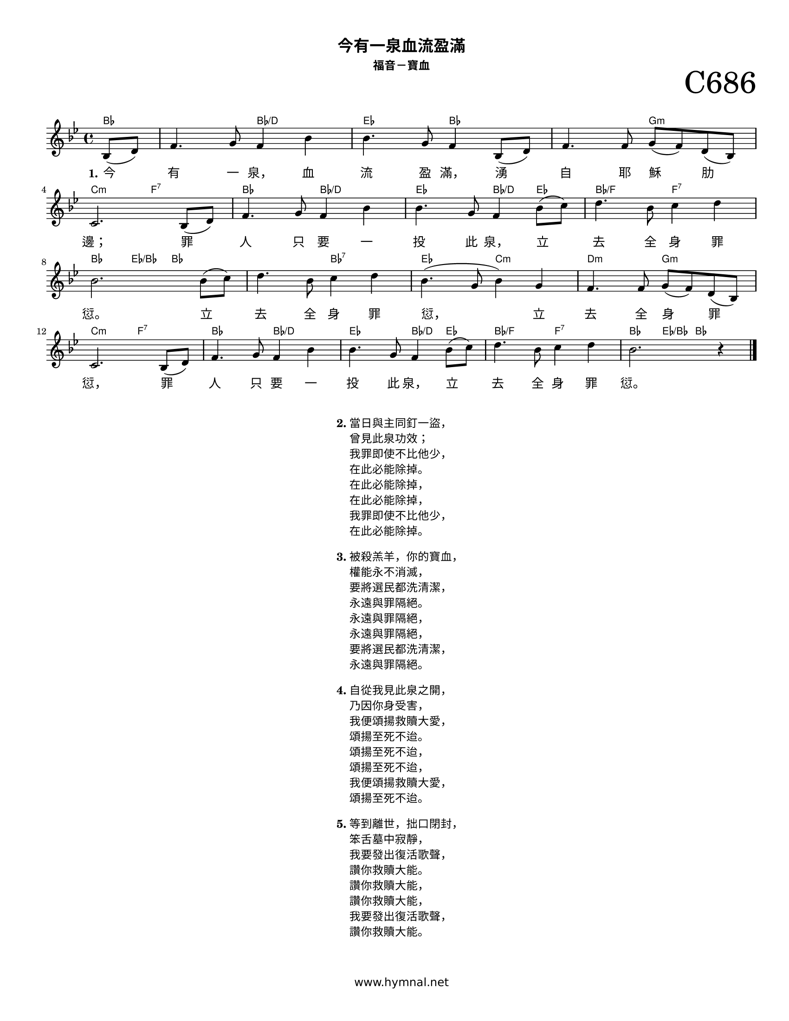 今有一泉血流盈滿
福音－寶血
C686
B♭ B♭/D E♭ B♭ Gm
1. 今 有 一 泉， 血 流 盈 滿， 湧 自 耶 穌 肋
4 Cm F7 B♭ B♭/D E♭ B♭/D E♭ B♭/F F7
邊； 罪 人 只 要 一 投 此 泉， 立 去 全 身 罪
8 B♭ E♭/B♭ B♭ B♭7 E♭ Cm Dm Gm
愆。 立 去 全 身 罪 愆， 立 去 全 身 罪
12 Cm F7 B♭ B♭/D E♭ B♭/D E♭ B♭/F F7 B♭ E♭/B♭ B♭
愆， 罪 人 只 要 一 投 此 泉， 立 去 全 身 罪 愆。
2. 當日與主同釘一盜，
曾見此泉功效；
我罪即使不比他少，
在此必能除掉。
在此必能除掉，
在此必能除掉，
我罪即使不比他少，
在此必能除掉。
3. 被殺羔羊，你的寶血，
權能永不消滅，
要將選民都洗清潔，
永遠與罪隔絕。
永遠與罪隔絕，
永遠與罪隔絕，
要將選民都洗清潔，
永遠與罪隔絕。
4. 自從我見此泉之開，
乃因你身受害，
我便頌揚救贖大愛，
頌揚至死不迨。
頌揚至死不迨，
頌揚至死不迨，
我便頌揚救贖大愛，
頌揚至死不迨。
5. 等到離世，拙口閉封，
笨舌墓中寂靜，
我要發出復活歌聲，
讚你救贖大能。
讚你救贖大能，
讚你救贖大能，
我要發出復活歌聲，
讚你救贖大能。
www.hymnal.net